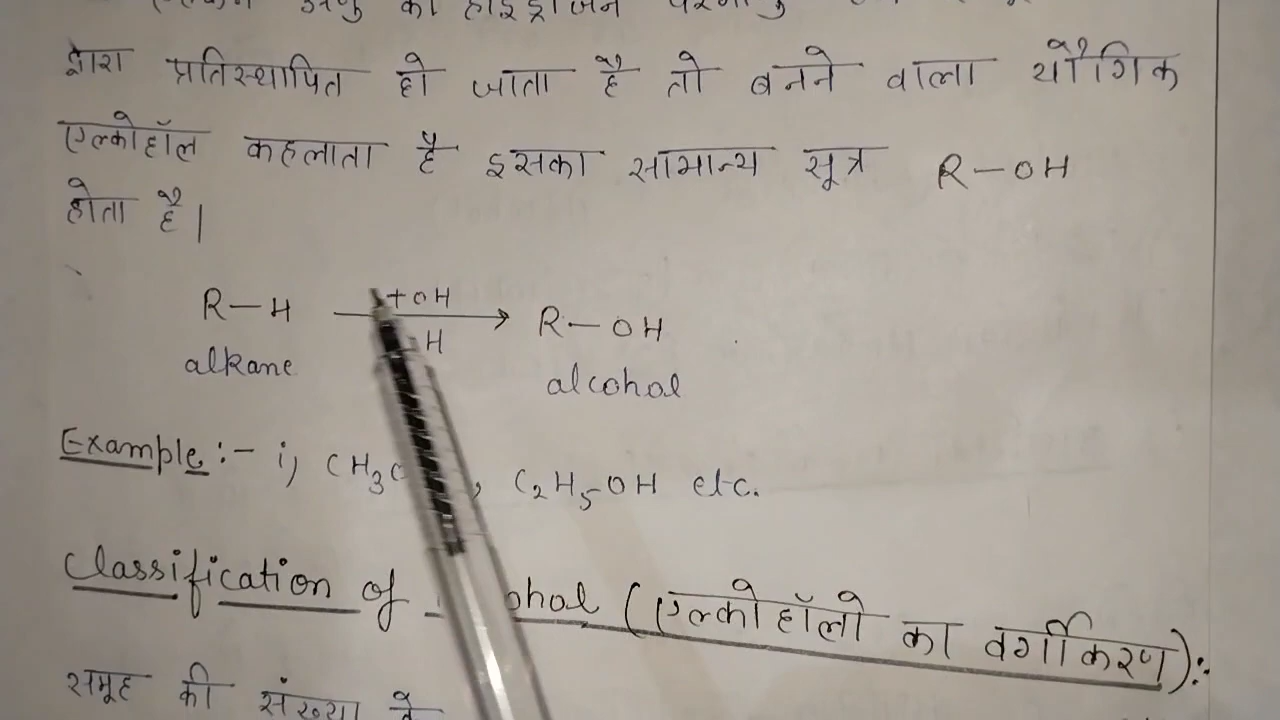 द्वारा प्रतिस्थापित हो जाता है तो बनने वाला यौगिक
एल्कोहॉल कहलाता है इसका सामान्य सूत्र R-OH
होता है।
+OH
R-H → R-OH
H
alkane alcohol
Example :- i) CH3 , C2H5OH etc.
Classification of ohol (एल्कोहॉलो का वर्गीकरण):-
समूह की संख्या के